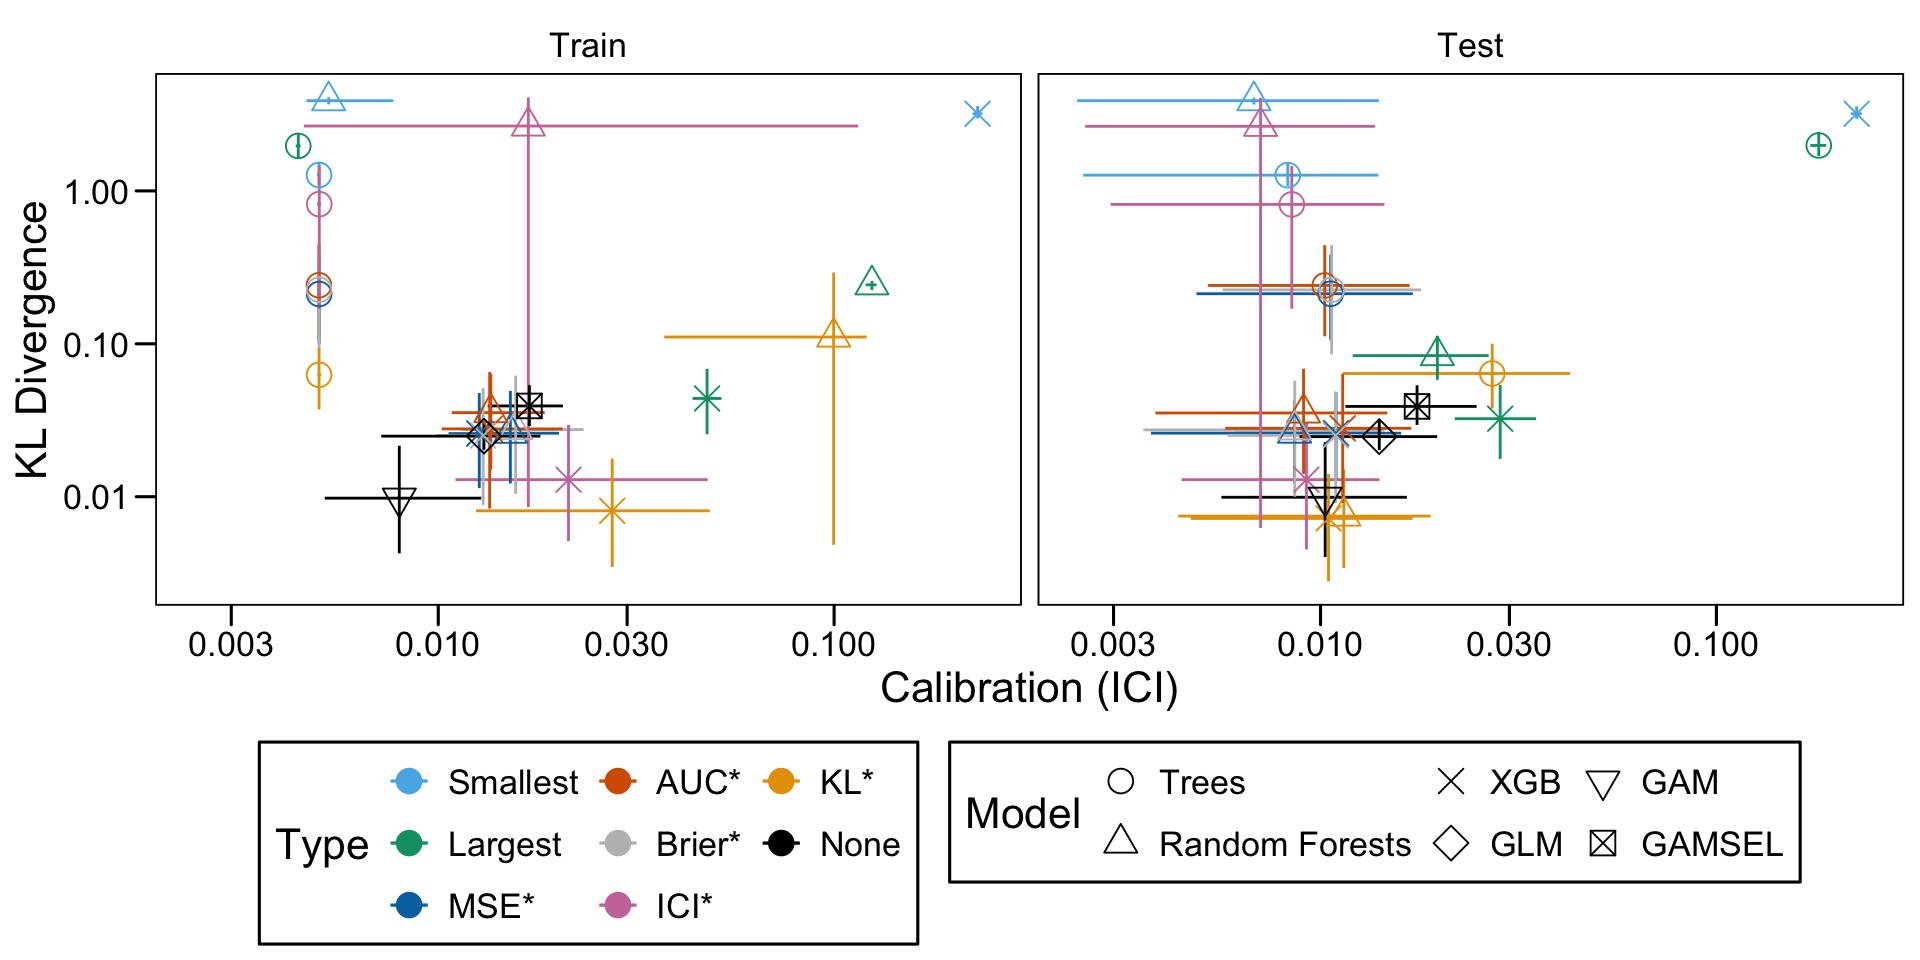 Train
Test
KL Divergence
1.00
0.10
0.01
0.003
0.010
0.030
0.100
0.003
0.010
0.030
0.100
Calibration (ICI)
Type
Smallest
Largest
MSE*
AUC*
Brier*
ICI*
KL*
None
Model
Trees
Random Forests
XGB
GLM
GAM
GAMSEL